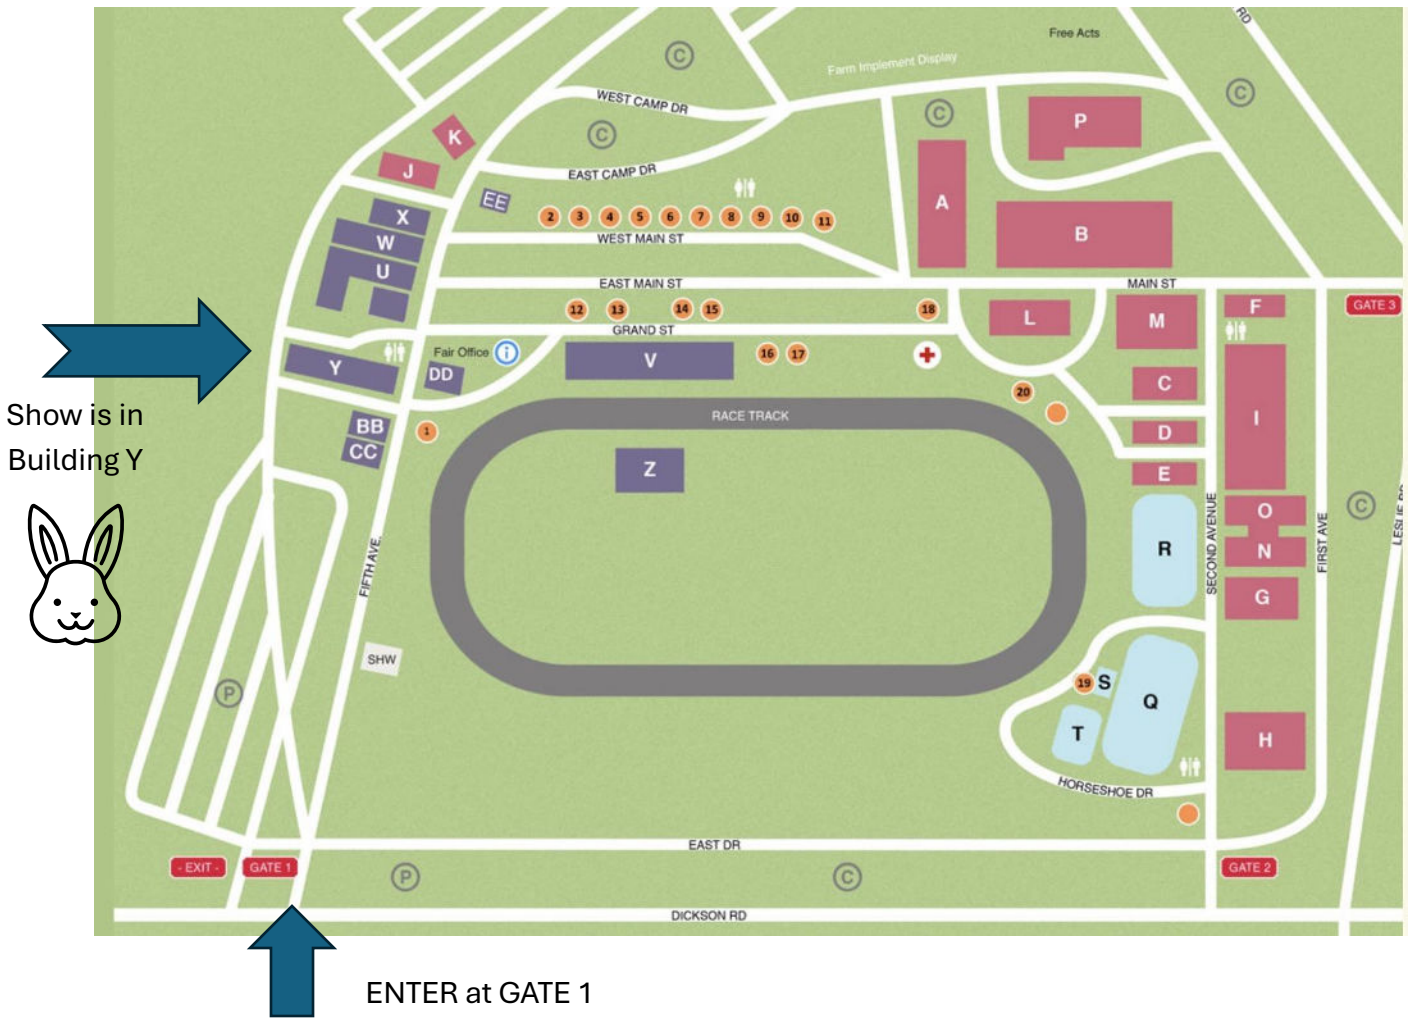 RD
Free Acts
C
Farm Implement Display
C
WEST CAMP DR
C
P
C
K
C
EAST CAMP DR
J
EE
A
X
2 3 4 5 6 7 8 9 10 11
B
W
WEST MAIN ST
U
EAST MAIN ST
MAIN ST
12 13 14 15 18
L
M
F
GATE 3
GRAND ST
Fair Office i
16 17
V
Y
DD
C
20
Show is in
Building Y
RACE TRACK
I
BB
1
D
CC
Z
E
C
LESLIE RD
O
R
SECOND AVENUE
N
FIRST AVE
FIFTH AVE.
G
SHW
P
19 S
Q
T
H
HORSESHOE DR
EAST DR
- EXIT -
GATE 1
GATE 2
P
C
DICKSON RD
ENTER at GATE 1